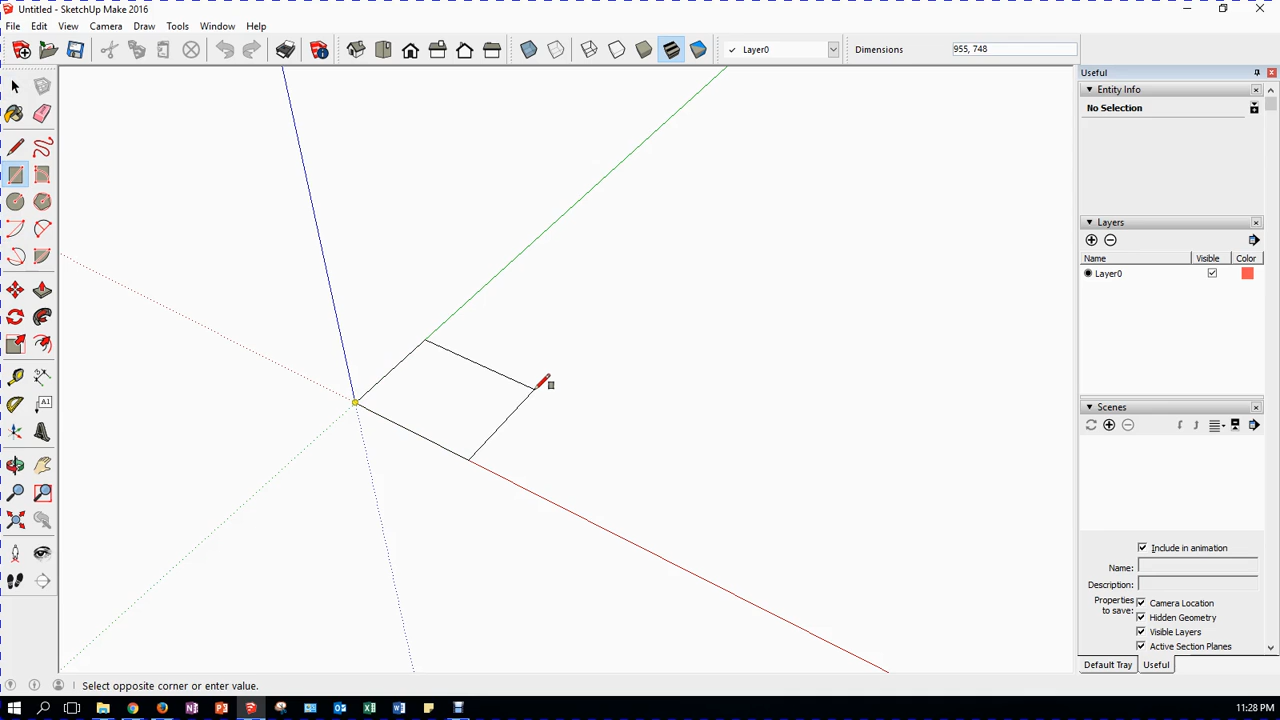 Untitled - SketchUp Make 2016
File Edit View Camera Draw Tools Window Help
Layer0 Dimensions 955, 748
Useful
Entity Info
No Selection
A1
Layers
Name Visible Color
Layer0
Scenes
Include in animation
Name:
Description:
Properties to save:
Camera Location
Hidden Geometry
Visible Layers
Active Section Planes
Default Tray Useful
Select opposite corner or enter value.
11:28 PM